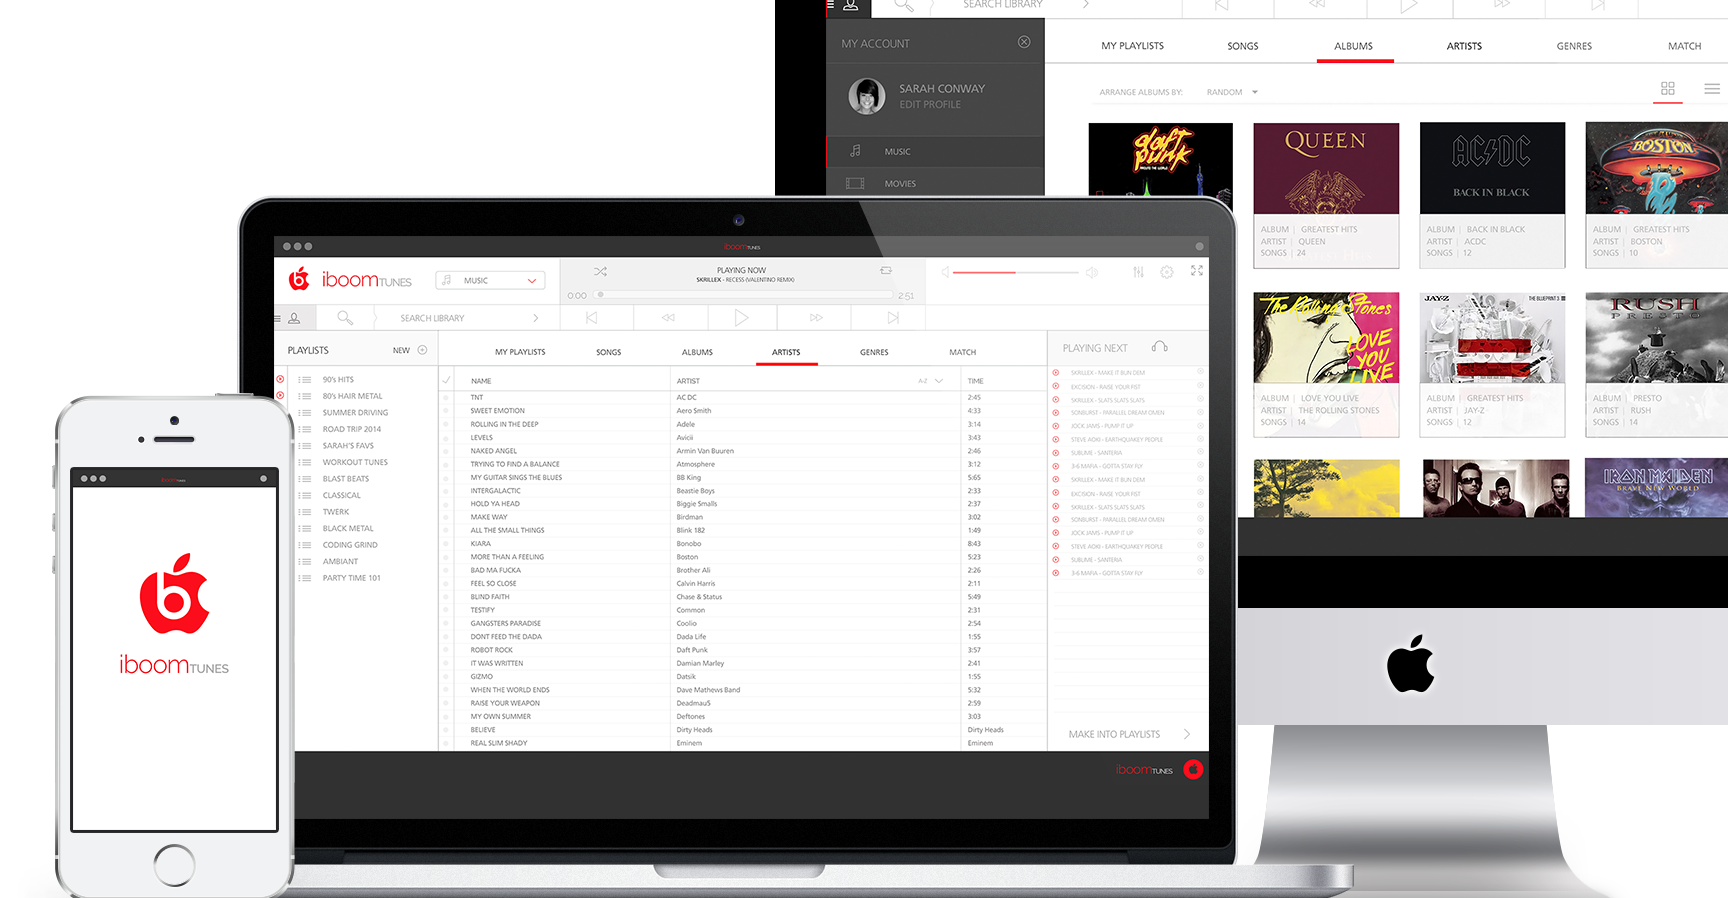 SEARCH LIBRARY
MY ACCOUNT
SARAH CONWAY
EDIT PROFILE
MUSIC
MOVIES
MY PLAYLISTS SONGS ALBUMS ARTISTS GENRES MATCH
ARRANGE ALBUMS BY: RANDOM
daft punk
QUEEN
AC/DC
BACK IN BLACK
BOSTON
ALBUM | GREATEST HITS
ARTIST | QUEEN
SONGS | 24
ALBUM | BACK IN BLACK
ARTIST | ACDC
SONGS | 12
ALBUM | GREATEST HITS
ARTIST | BOSTON
SONGS | 10
The Rolling Stones
LOVE YOU LIVE
JAY-Z THE BLUEPRINT 3
RUSH
PRESTO
ALBUM | LOVE YOU LIVE
ARTIST | THE ROLLING STONES
SONGS | 14
ALBUM | GREATEST HITS
ARTIST | JAY-Z
SONGS | 12
ALBUM | PRESTO
ARTIST | RUSH
SONGS | 14
IRON MAIDEN
BRAVE NEW WORLD
iboomTUNES
b iboomTUNES
MUSIC
PLAYING NOW
SKRILLEX - RECESS (VALENTINO REMIX)
0:00 2:51
SEARCH LIBRARY
PLAYLISTS NEW
90's HITS
80's HAIR METAL
SUMMER DRIVING
ROAD TRIP 2014
SARAH'S FAVS
WORKOUT TUNES
BLAST BEATS
CLASSICAL
TWERK
BLACK METAL
CODING GRIND
AMBIANT
PARTY TIME 101
MY PLAYLISTS SONGS ALBUMS ARTISTS GENRES MATCH
NAME ARTIST A-Z TIME
TNT AC DC 2:45
SWEET EMOTION Aero Smith 4:33
ROLLING IN THE DEEP Adele 3:14
LEVELS Avicii 3:43
NAKED ANGEL Armin Van Buuren 2:46
TRYING TO FIND A BALANCE Atmosphere 3:12
MY GUITAR SINGS THE BLUES BB King 5:65
INTERGALACTIC Beastie Boys 2:33
HOLD YA HEAD Biggie Smalls 2:37
MAKE WAY Birdman 3:02
ALL THE SMALL THINGS Blink 182 1:49
KIARA Bonobo 8:43
MORE THAN A FEELING Boston 5:23
BAD MA FUCKA Brother Ali 2:26
FEEL SO CLOSE Calvin Harris 2:11
BLIND FAITH Chase & Status 5:49
TESTIFY Common 2:31
GANGSTERS PARADISE Coolio 2:54
DONT FEED THE DADA Dada Life 1:55
ROBOT ROCK Daft Punk 3:57
IT WAS WRITTEN Damian Marley 2:41
GIZMO Datsik 1:55
WHEN THE WORLD ENDS Dave Mathews Band 5:32
RAISE YOUR WEAPON Deadmau5 2:59
MY OWN SUMMER Deftones 3:03
BELIEVE Dirty Heads Dirty Heads
REAL SLIM SHADY Eminem Eminem
PLAYING NEXT
SKRILLEX - MAKE IT BUN DEM
EXCISION - RAISE YOUR FIST
SKRILLEX - SLATS SLATS SLATS
SONBURST - PARALLEL DREAM OMEN
JOCK JAMS - PUMP IT UP
STEVE AOKI - EARTHQUAKEY PEOPLE
SUBLIME - SANTERIA
3-6 MAFIA - GOTTA STAY FLY
SKRILLEX - MAKE IT BUN DEM
EXCISION - RAISE YOUR FIST
SKRILLEX - SLATS SLATS SLATS
SONBURST - PARALLEL DREAM OMEN
JOCK JAMS - PUMP IT UP
STEVE AOKI - EARTHQUAKEY PEOPLE
SUBLIME - SANTERIA
3-6 MAFIA - GOTTA STAY FLY
MAKE INTO PLAYLISTS
iboomTUNES
b
iboomTUNES